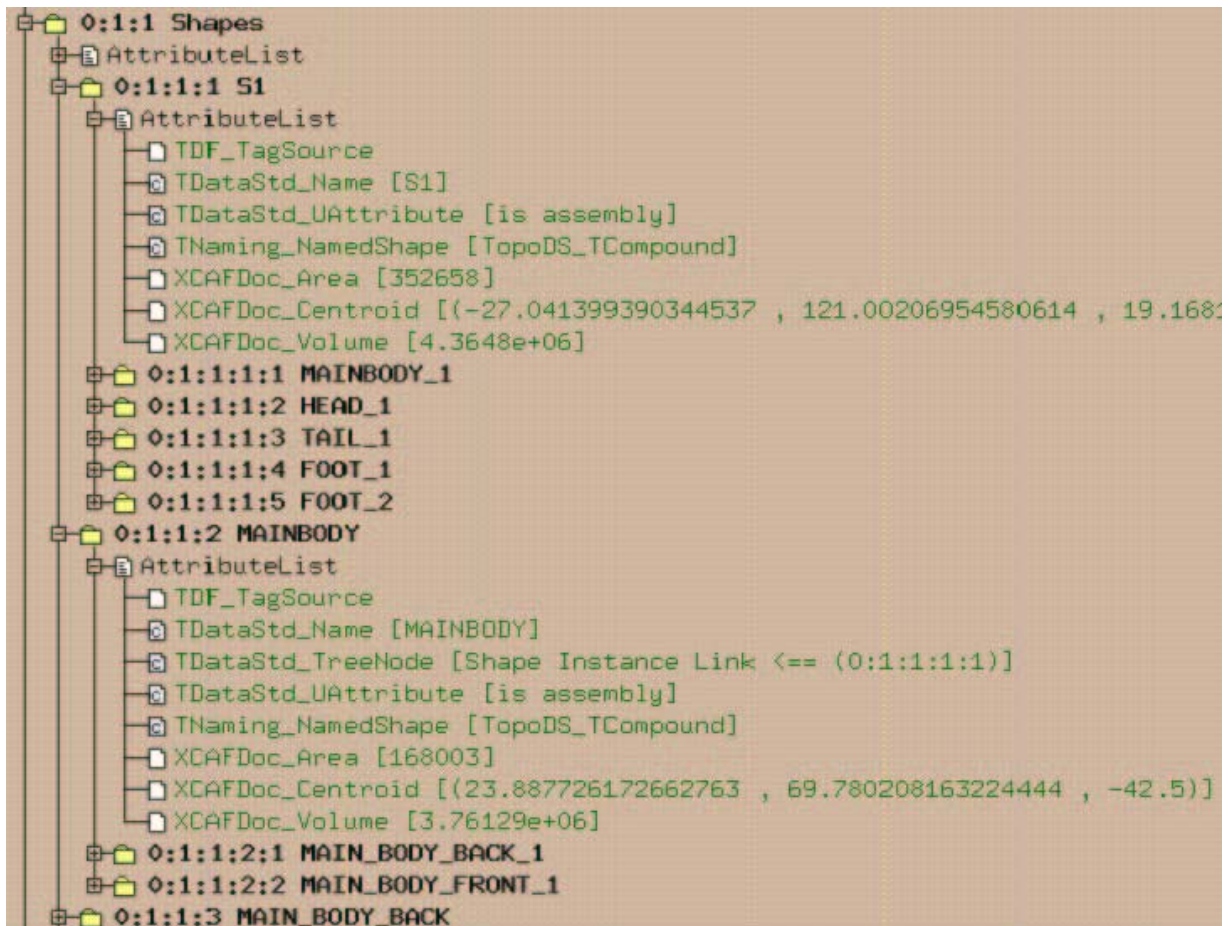 0:1:1 Shapes
AttributeList
0:1:1:1 S1
AttributeList
TDF_TagSource
TDataStd_Name [S1]
TDataStd_UAttribute [is assembly]
TNaming_NamedShape [TopoDS_TCompound]
XCAFDoc_Area [352658]
XCAFDoc_Centroid [(-27.041399390344537 , 121.00206954580614 , 19.1681
XCAFDoc_Volume [4.3648e+06]
0:1:1:1:1 MAINBODY_1
0:1:1:1:2 HEAD_1
0:1:1:1:3 TAIL_1
0:1:1:1:4 FOOT_1
0:1:1:1:5 FOOT_2
0:1:1:2 MAINBODY
AttributeList
TDF_TagSource
TDataStd_Name [MAINBODY]
TDataStd_TreeNode [Shape Instance Link <== (0:1:1:1:1)]
TDataStd_UAttribute [is assembly]
TNaming_NamedShape [TopoDS_TCompound]
XCAFDoc_Area [168003]
XCAFDoc_Centroid [(23.887726172662763 , 69.780208163224444 , -42.5)]
XCAFDoc_Volume [3.76129e+06]
0:1:1:2:1 MAIN_BODY_BACK_1
0:1:1:2:2 MAIN_BODY_FRONT_1
0:1:1:3 MAIN_BODY_BACK